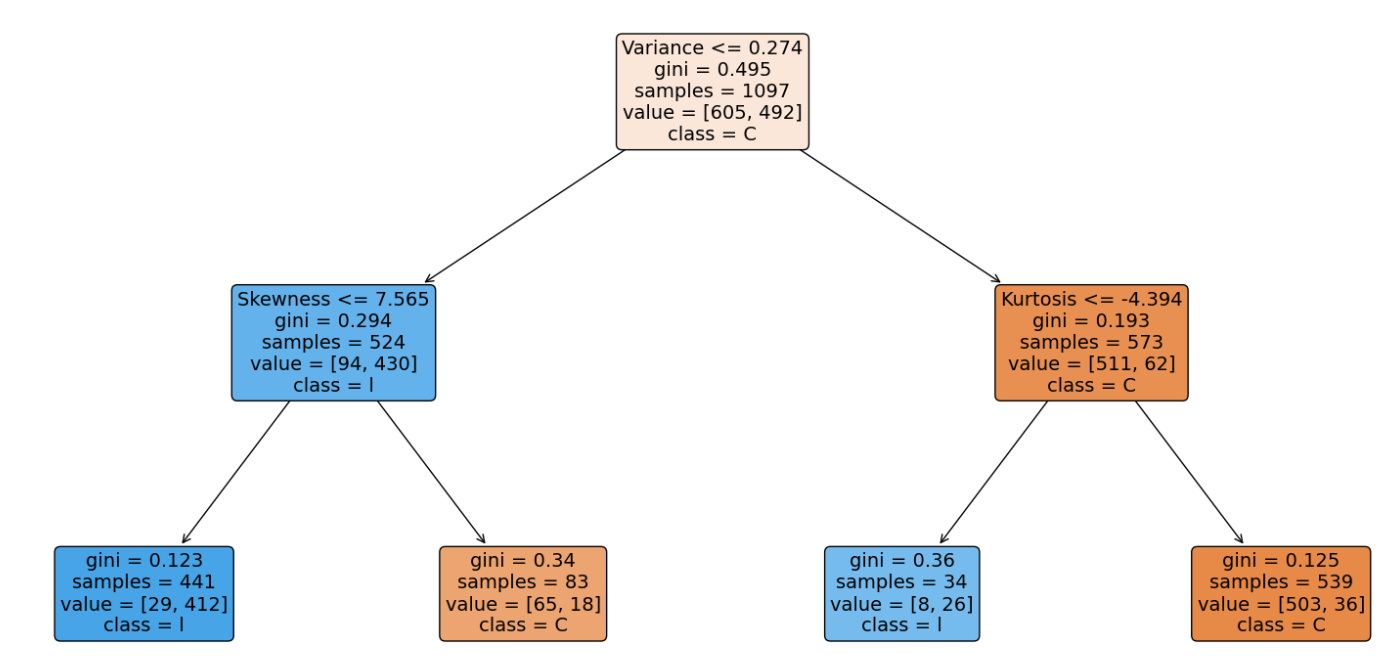 Variance <= 0.274
gini = 0.495
samples = 1097
value = [605, 492]
class = C
Skewness <= 7.565
gini = 0.294
samples = 524
value = [94, 430]
class = l
Kurtosis <= -4.394
gini = 0.193
samples = 573
value = [511, 62]
class = C
gini = 0.123
samples = 441
value = [29, 412]
class = l
gini = 0.34
samples = 83
value = [65, 18]
class = C
gini = 0.36
samples = 34
value = [8, 26]
class = l
gini = 0.125
samples = 539
value = [503, 36]
class = C